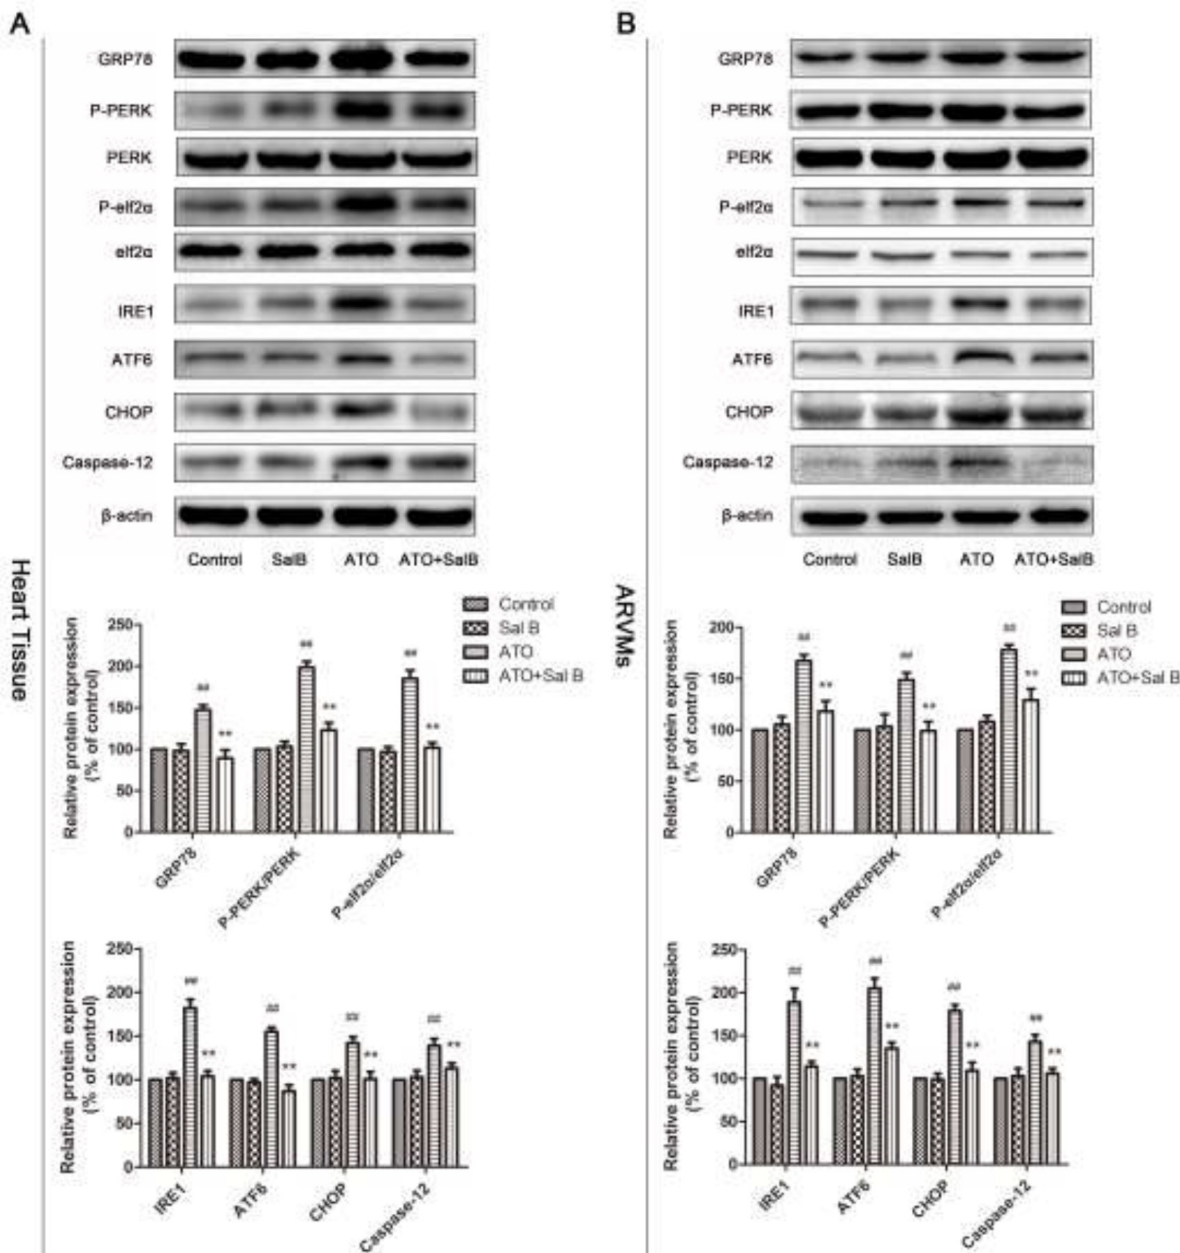 A
GRP78
P-PERK
PERK
P-eIf2α
eIf2α
IRE1
ATF6
CHOP
Caspase-12
β-actin
Control SalB ATO ATO+SalB
Heart Tissue
Control
Sal B
ATO
ATO+Sal B
Relative protein expression
(% of control)
250
200
150
100
50
0
## ** ## ** ## **
GRP78 P-PERK/PERK P-eIf2α/eIf2α
Relative protein expression
(% of control)
250
200
150
100
50
0
## ** ## ** ## ** ## **
IRE1 ATF6 CHOP Caspase-12
B
GRP78
P-PERK
PERK
P-eIf2α
eIf2α
IRE1
ATF6
CHOP
Caspase-12
β-actin
Control SalB ATO ATO+SalB
ARVMs
Control
Sal B
ATO
ATO+Sal B
Relative protein expression
(% of control)
200
150
100
50
0
## ** ## ** ## **
GRP78 P-PERK/PERK P-eIf2α/eIf2α
Relative protein expression
(% of control)
250
200
150
100
50
0
## ** ## ** ## ** ## **
IRE1 ATF6 CHOP Caspase-12